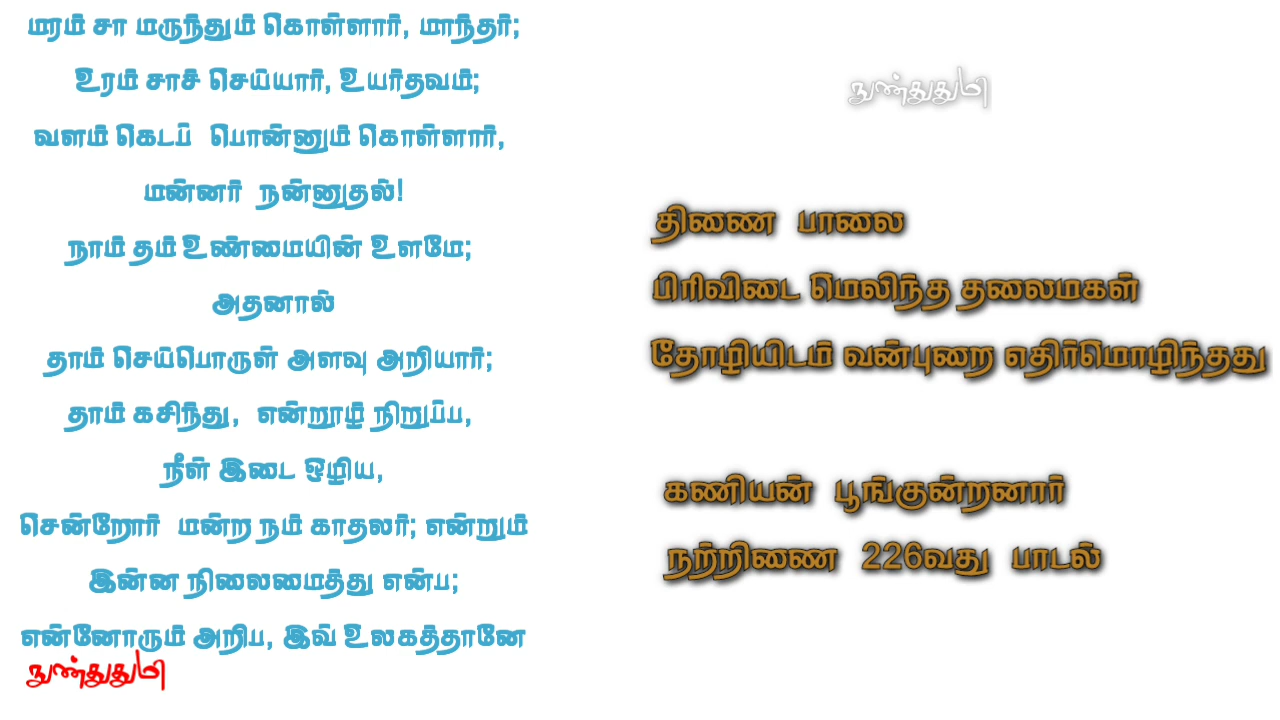 மரம் சா மருந்தும் கொள்ளார், மாந்தர்;
உரம் சாச் செய்யார், உயர்தவம்;
வளம் கெடப் பொன்னும் கொள்ளார்,
மன்னர் நன்னுதல்!
நாம் தம் உண்மையின் உளமே;
அதனால்
தாம் செய்பொருள் அளவு அறியார்;
தாம் கசிந்து, என்றூழ் நிறுப்ப,
நீள் இடை ஒழிய,
சென்றோர் மன்ற நம் காதலர்; என்றும்
இன்ன நிலைமைத்து என்ப;
என்னோரும் அறிப, இவ் உலகத்தானே
நுண்துதுமி
நுண்துதுமி
திணை பாலை
பிரிவிடை மெலிந்த தலைமகள்
தோழியிடம் வன்புறை எதிர்மொழிந்தது
கணியன் பூங்குன்றனார்
நற்றிணை 226வது பாடல்